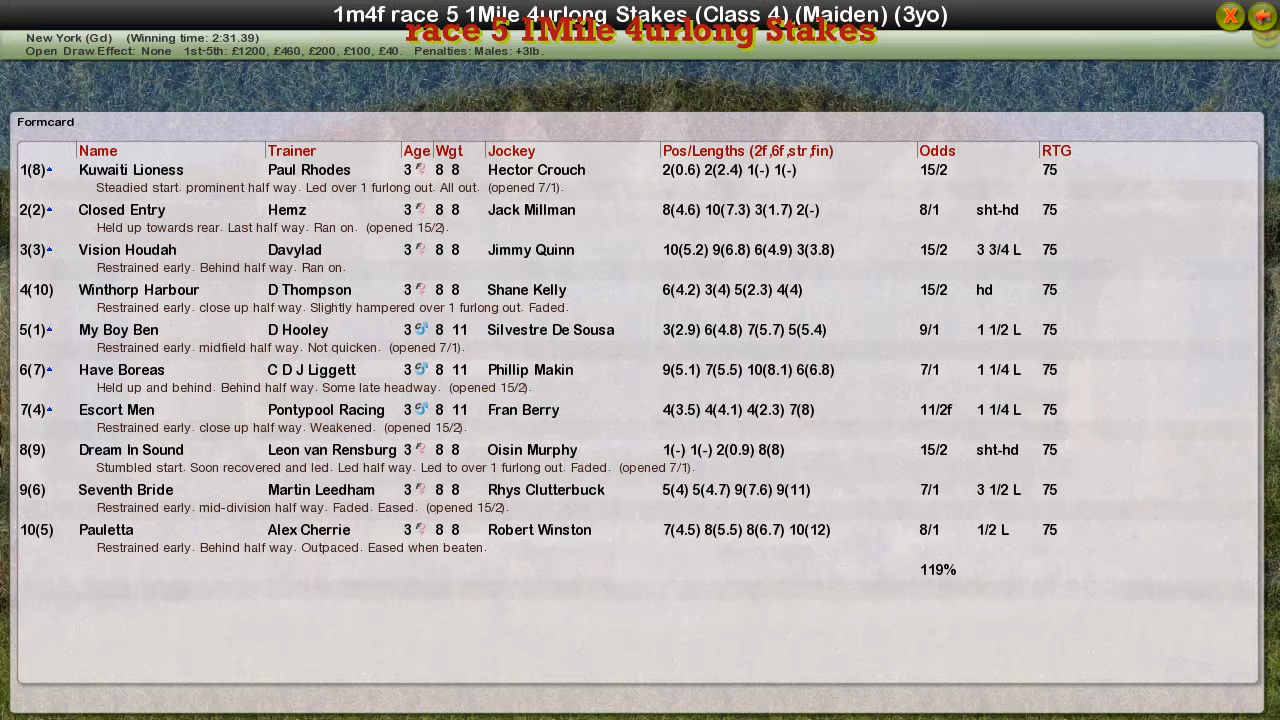 1m4f race 5 1Mile 4urlong Stakes (Class 4) (Maiden) (3yo)
race 5 1Mile 4urlong Stakes
New York (Gd) (Winning time: 2:31.39)
Open Draw Effect: None 1st-5th: £1200, £460, £200, £100, £40. Penalties: Males: +3lb.
Formcard
Name Trainer Age Wgt Jockey Pos/Lengths (2f,6f,str,fin) Odds RTG
1(8) Kuwaiti Lioness Paul Rhodes 3 8 8 Hector Crouch 2(0.6) 2(2.4) 1(-) 1(-) 15/2 75
Steadied start. prominent half way. Led over 1 furlong out. All out. (opened 7/1).
2(2) Closed Entry Hemz 3 8 8 Jack Millman 8(4.6) 10(7.3) 3(1.7) 2(-) 8/1 sht-hd 75
Held up towards rear. Last half way. Ran on. (opened 15/2).
3(3) Vision Houdah Davylad 3 8 8 Jimmy Quinn 10(5.2) 9(6.8) 6(4.9) 3(3.8) 15/2 3 3/4 L 75
Restrained early. Behind half way. Ran on.
4(10) Winthorp Harbour D Thompson 3 8 8 Shane Kelly 6(4.2) 3(4) 5(2.3) 4(4) 15/2 hd 75
Restrained early. close up half way. Slightly hampered over 1 furlong out. Faded.
5(1) My Boy Ben D Hooley 3 8 11 Silvestre De Sousa 3(2.9) 6(4.8) 7(5.7) 5(5.4) 9/1 1 1/2 L 75
Restrained early. midfield half way. Not quicken. (opened 7/1).
6(7) Have Boreas C D J Liggett 3 8 11 Phillip Makin 9(5.1) 7(5.5) 10(8.1) 6(6.8) 7/1 1 1/4 L 75
Held up and behind. Behind half way. Some late headway. (opened 15/2).
7(4) Escort Men Pontypool Racing 3 8 11 Fran Berry 4(3.5) 4(4.1) 4(2.3) 7(8) 11/2f 1 1/4 L 75
Restrained early. close up half way. Weakened. (opened 15/2).
8(9) Dream In Sound Leon van Rensburg 3 8 8 Oisin Murphy 1(-) 1(-) 2(0.9) 8(8) 15/2 sht-hd 75
Stumbled start. Soon recovered and led. Led half way. Led to over 1 furlong out. Faded. (opened 7/1).
9(6) Seventh Bride Martin Leedham 3 8 8 Rhys Clutterbuck 5(4) 5(4.7) 9(7.6) 9(11) 7/1 3 1/2 L 75
Restrained early. mid-division half way. Faded. Eased. (opened 15/2).
10(5) Pauletta Alex Cherrie 3 8 8 Robert Winston 7(4.5) 8(5.5) 8(6.7) 10(12) 8/1 1/2 L 75
Restrained early. Behind half way. Outpaced. Eased when beaten.
119%